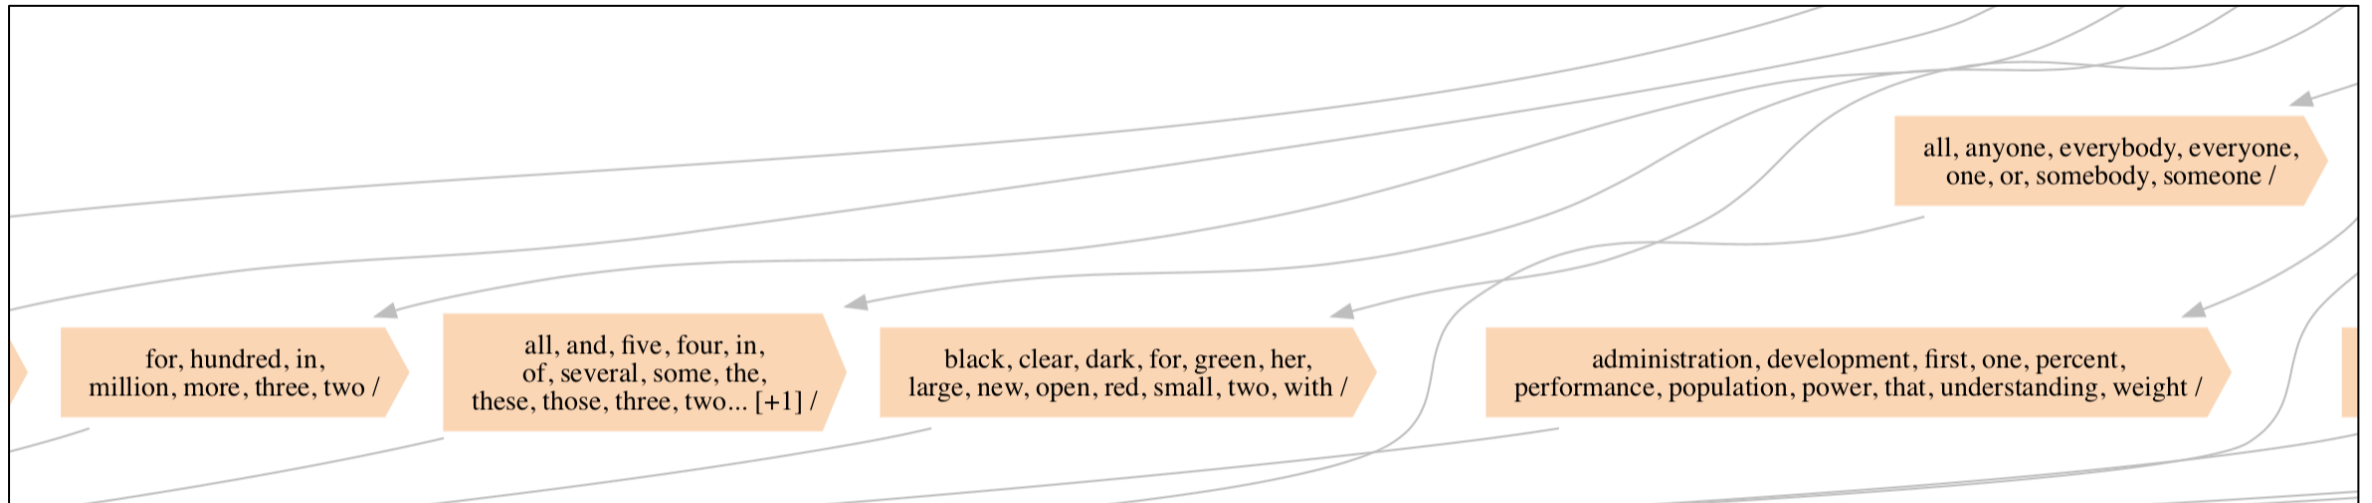 all, anyone, everybody, everyone,
one, or, somebody, someone /
for, hundred, in,
million, more, three, two /
all, and, five, four, in,
of, several, some, the,
these, those, three, two... [+1] /
black, clear, dark, for, green, her,
large, new, open, red, small, two, with /
administration, development, first, one, percent,
performance, population, power, that, understanding, weight /